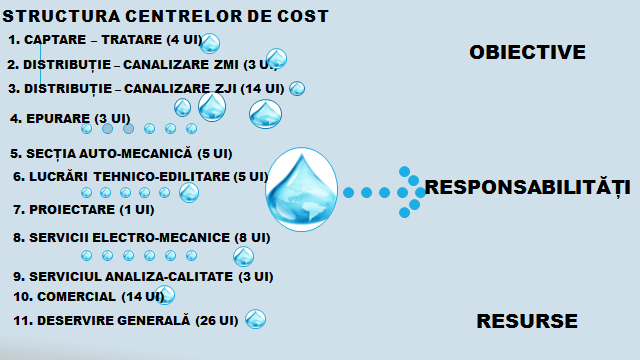 STRUCTURA CENTRELOR DE COST
1. CAPTARE – TRATARE (4 UI)
2. DISTRIBUȚIE – CANALIZARE ZMI (3 UI)
3. DISTRIBUȚIE – CANALIZARE ZJI (14 UI)
4. EPURARE (3 UI)
5. SECȚIA AUTO-MECANICĂ (5 UI)
6. LUCRĂRI TEHNICO-EDILITARE (5 UI)
7. PROIECTARE (1 UI)
8. SERVICII ELECTRO-MECANICE (8 UI)
9. SERVICIUL ANALIZA-CALITATE (3 UI)
10. COMERCIAL (14 UI)
11. DESERVIRE GENERALĂ (26 UI)
OBIECTIVE
RESPONSABILITĂȚI
RESURSE